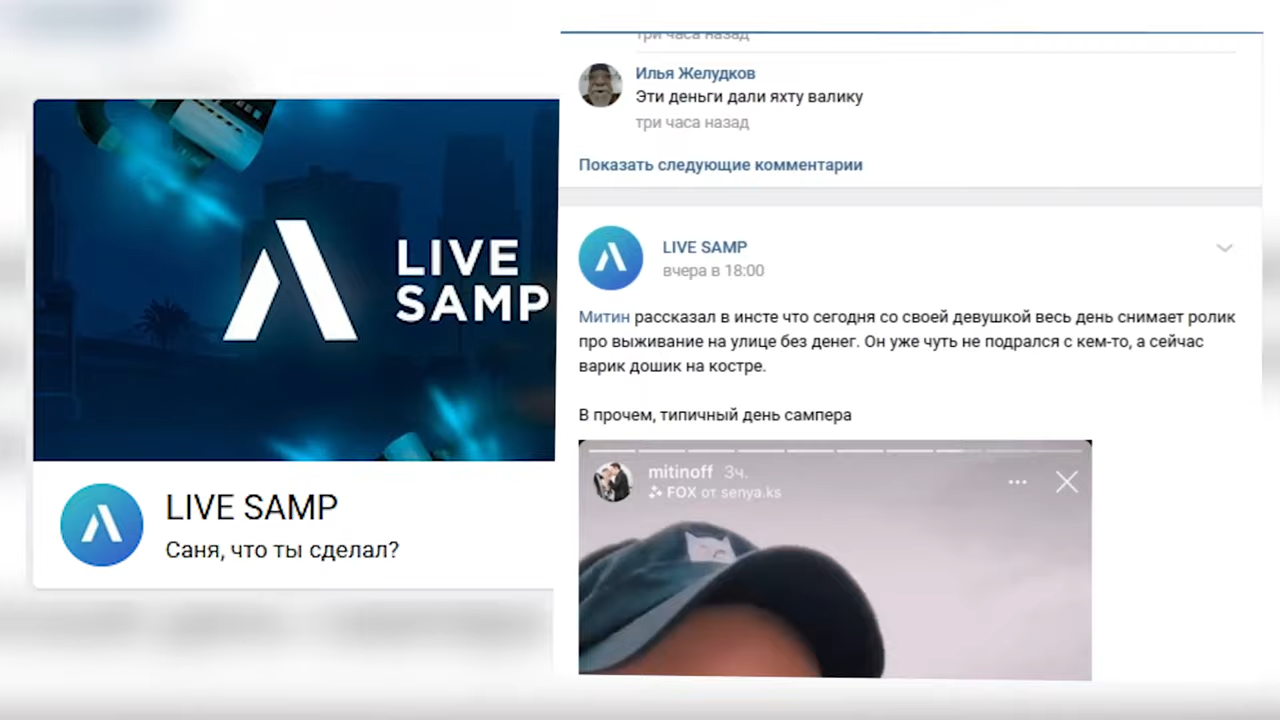 LIVE
SAMP
LIVE SAMP
Саня, что ты сделал?
три часа назад
Илья Желудков
Эти деньги дали яхту валику
три часа назад
Показать следующие комментарии
LIVE SAMP
вчера в 18:00
Митин рассказал в инсте что сегодня со своей девушкой весь день снимает ролик
про выживание на улице без денег. Он уже чуть не подрался с кем-то, а сейчас
варик дошик на костре.
В прочем, типичный день сампера
mitinoff 3ч.
FOX от senya.ks